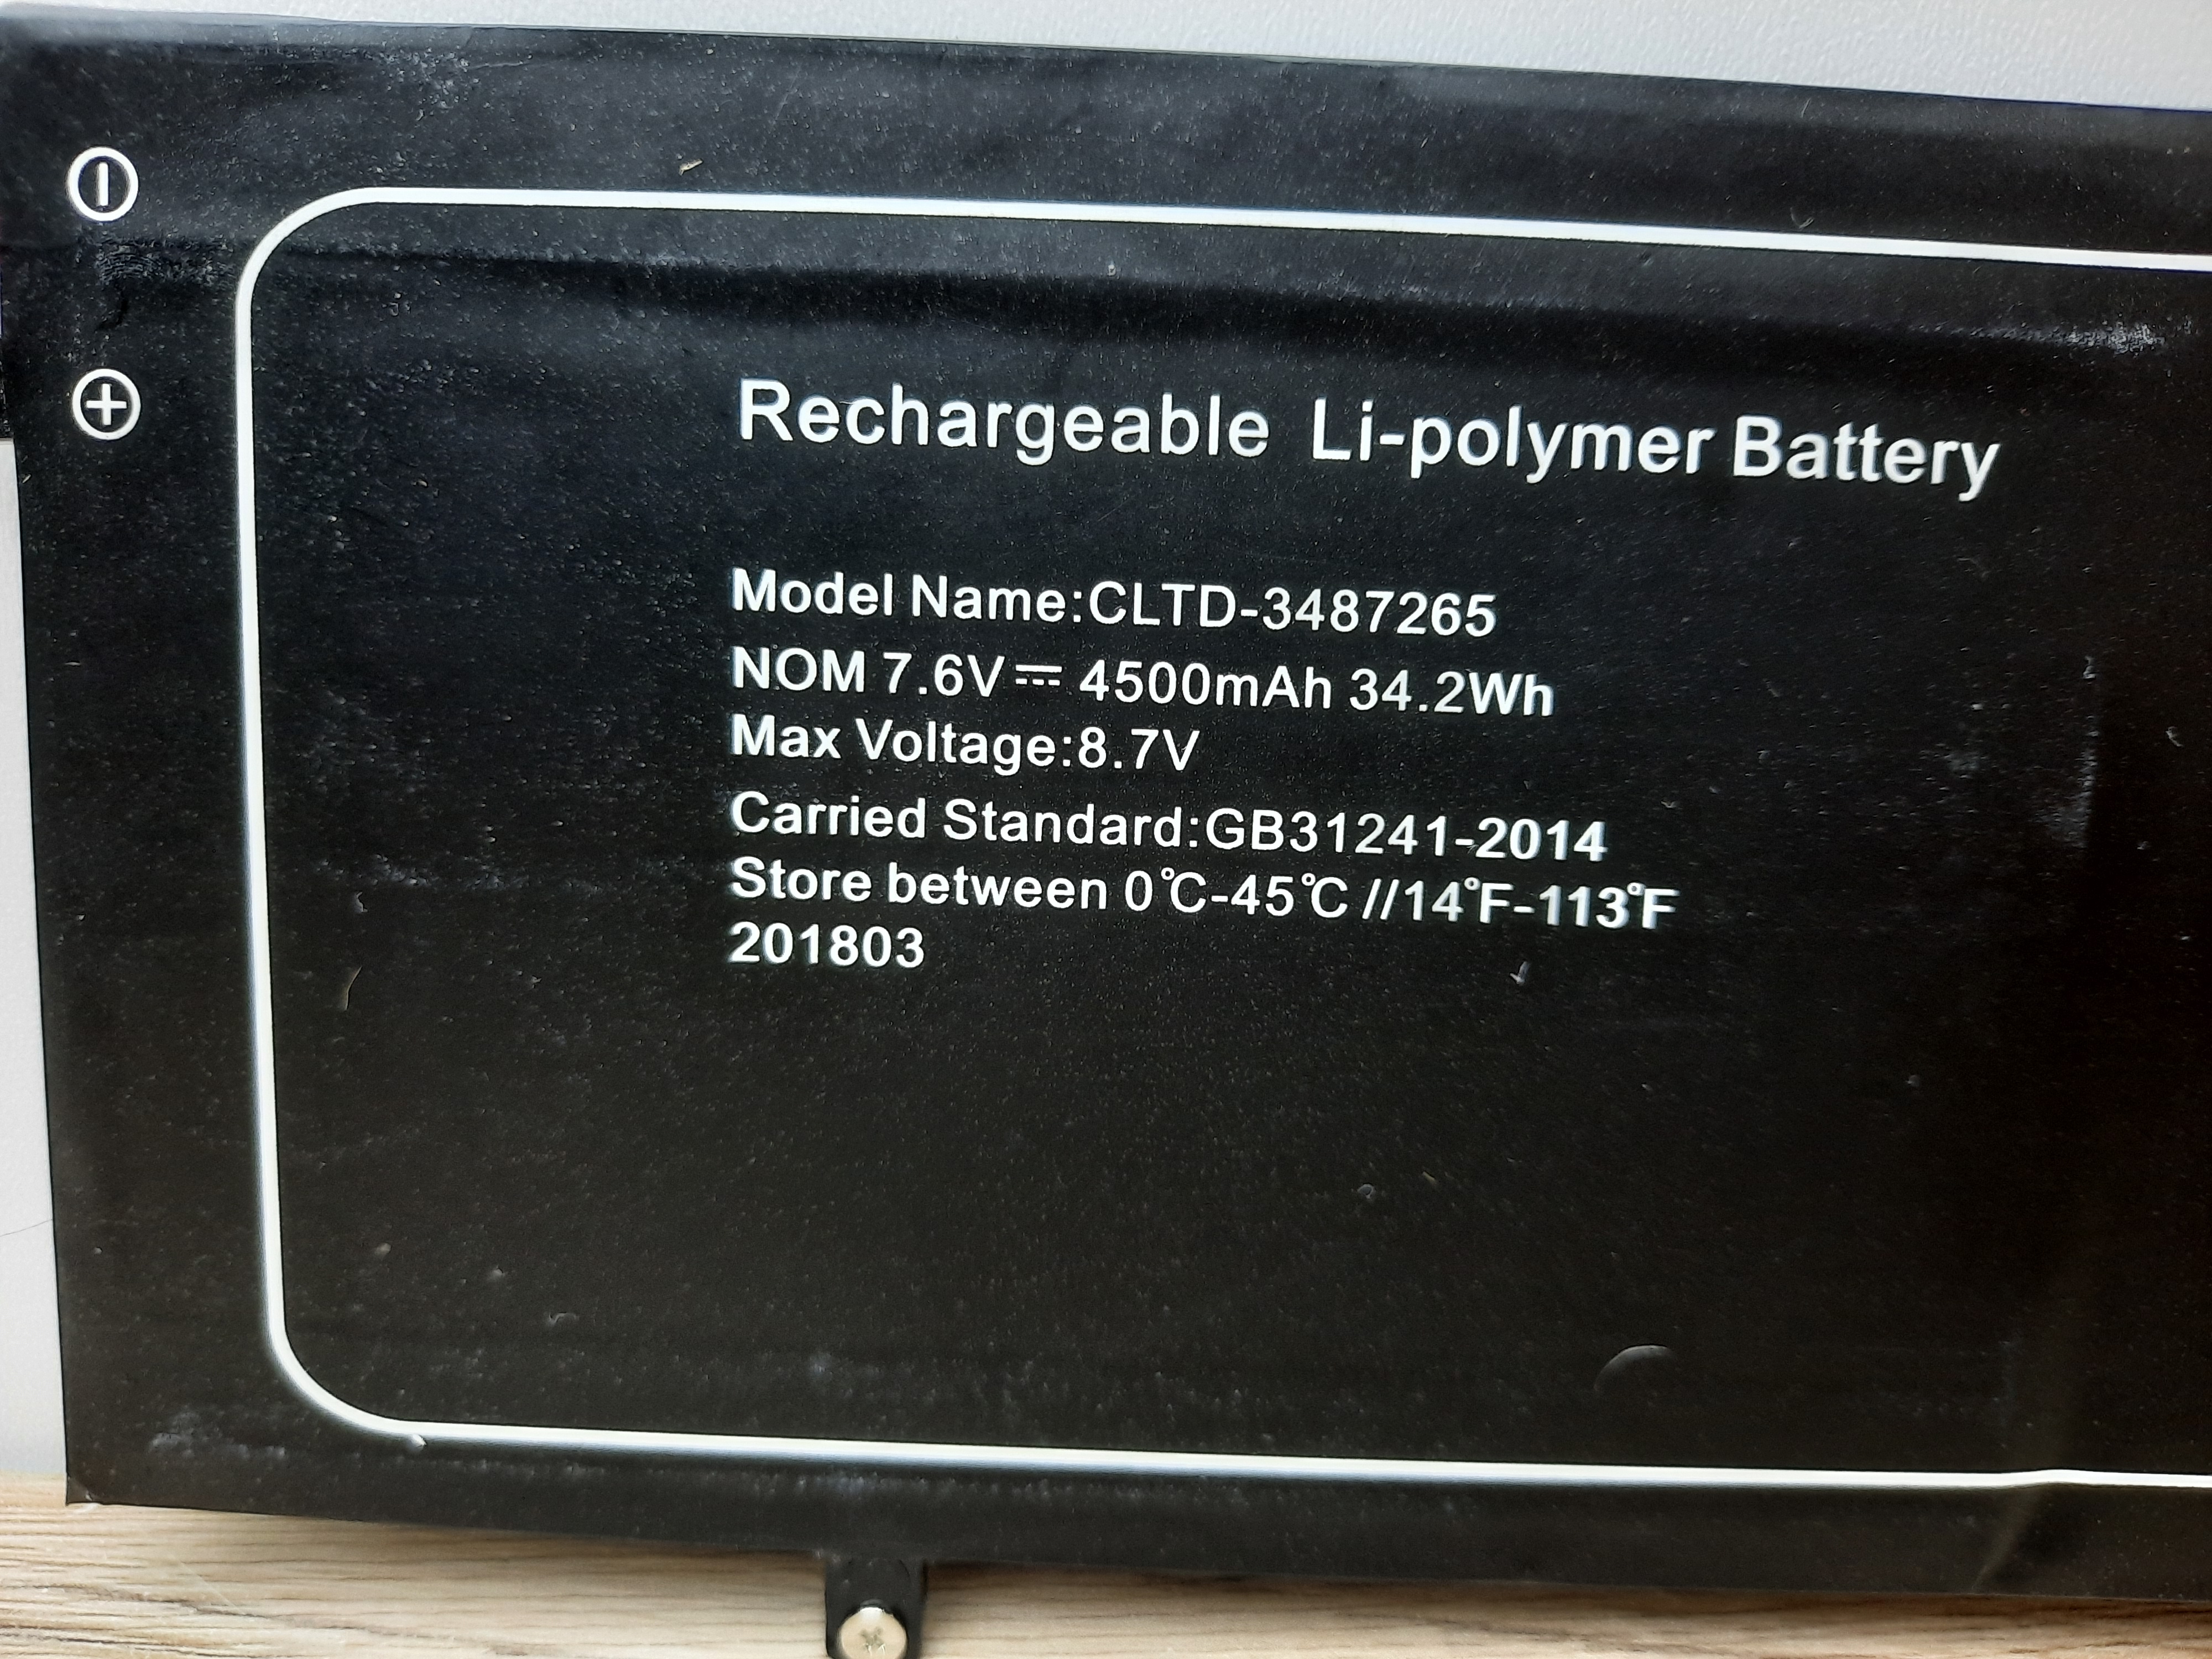 Rechargeable Li-polymer Battery
Model Name:CLTD-3487265
NOM 7.6V⎓ 4500mAh 34.2Wh
Max Voltage:8.7V
Carried Standard:GB31241-2014
Store between 0℃-45℃//14℉-113℉
201803